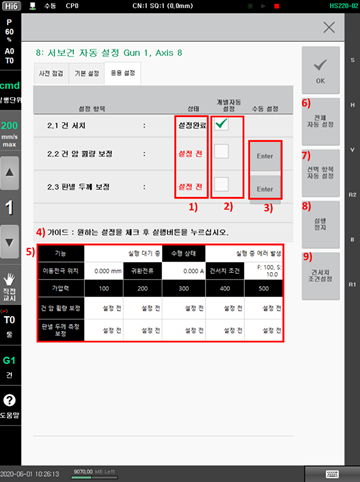 Hi6 수동 CP0 CN:1 SQ:1 (0,0mm) HS220-02
P 60 %
A0
T0
cmd
실행단위
200
mm/s
max
1
직접
교시
T0
툴
G1
건
도움말
8: 서보건 자동 설정 Gun 1, Axis 8
사전 점검 기본 설정 응용 설정
설정 항목 상태 개별자동 설정 수동 설정
2.1 건 서치 : 설정완료
2.2 건 암 휨량 보정 : 설정 전 Enter
2.3 판넬 두께 보정 : 설정 전 Enter
1) 2) 3)
4) 가이드 : 원하는 설정을 체크 후 실행버튼을 누르십시오.
5)
기능 실행 대기 중 수행 상태 실행 중 에러 발생
이동전극 위치 0.000 mm 귀환전류 0.000 A 건서치 조건 F: 100, S: 10.0
가압력 100 200 300 400 500
건 암 휨량 보정 설정 전 설정 전 설정 전 설정 전 설정 전
판넬 두께 측정 보정 설정 전 설정 전 설정 전 설정 전 설정 전
OK
6)
전체
자동 설정
7)
선택 항목
자동 설정
8)
실행
정지
9)
건서치
조건설정
S
H
V
R2
B
R1
2020-06-01 10:26:13 9070,00 MB Left